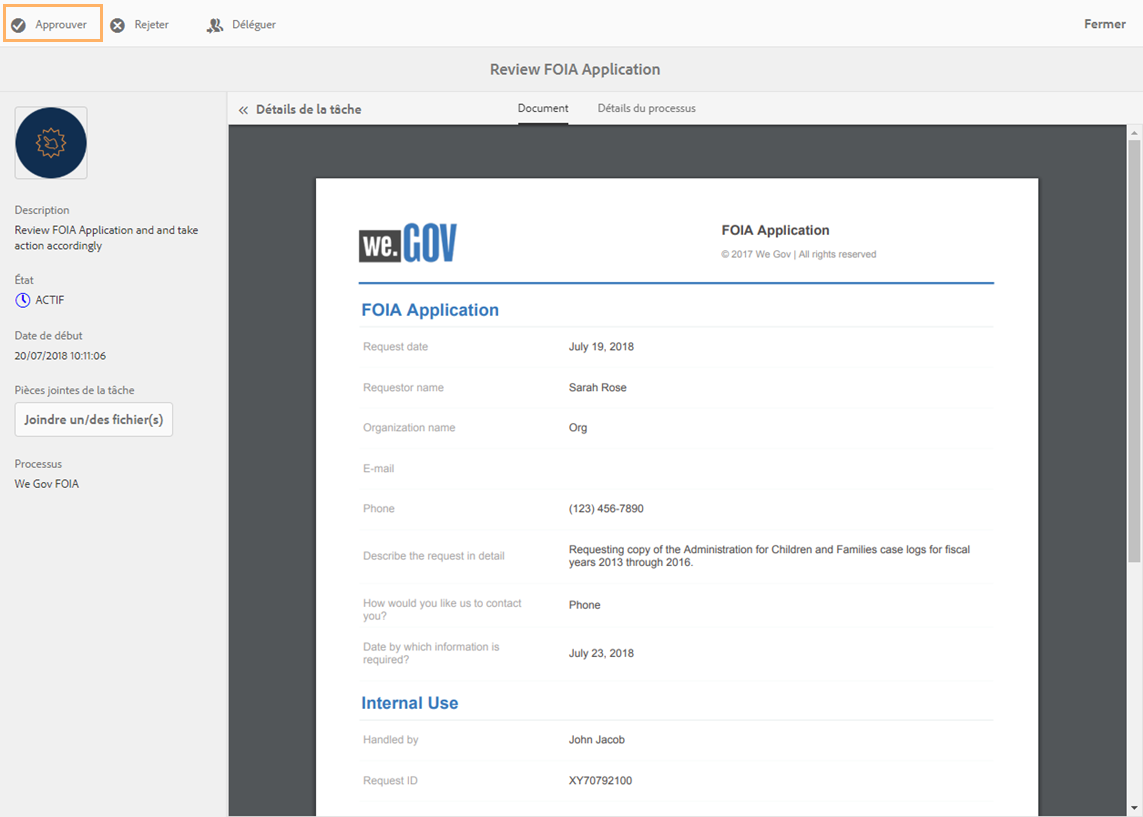 Approuver
Rejeter
Déléguer
Fermer
Review FOIA Application
Détails de la tâche
Document
Détails du processus
Description
Review FOIA Application and and take
action accordingly
État
ACTIF
Date de début
20/07/2018 10:11:06
Pièces jointes de la tâche
Joindre un/des fichier(s)
Processus
We Gov FOIA
we.GOV
FOIA Application
© 2017 We Gov | All rights reserved
FOIA Application
Request date
July 19, 2018
Requestor name
Sarah Rose
Organization name
Org
E-mail
Phone
(123) 456-7890
Describe the request in detail
Requesting copy of the Administration for Children and Families case logs for fiscal
years 2013 through 2016.
How would you like us to contact
you?
Phone
Date by which information is
required?
July 23, 2018
Internal Use
Handled by
John Jacob
Request ID
XY70792100